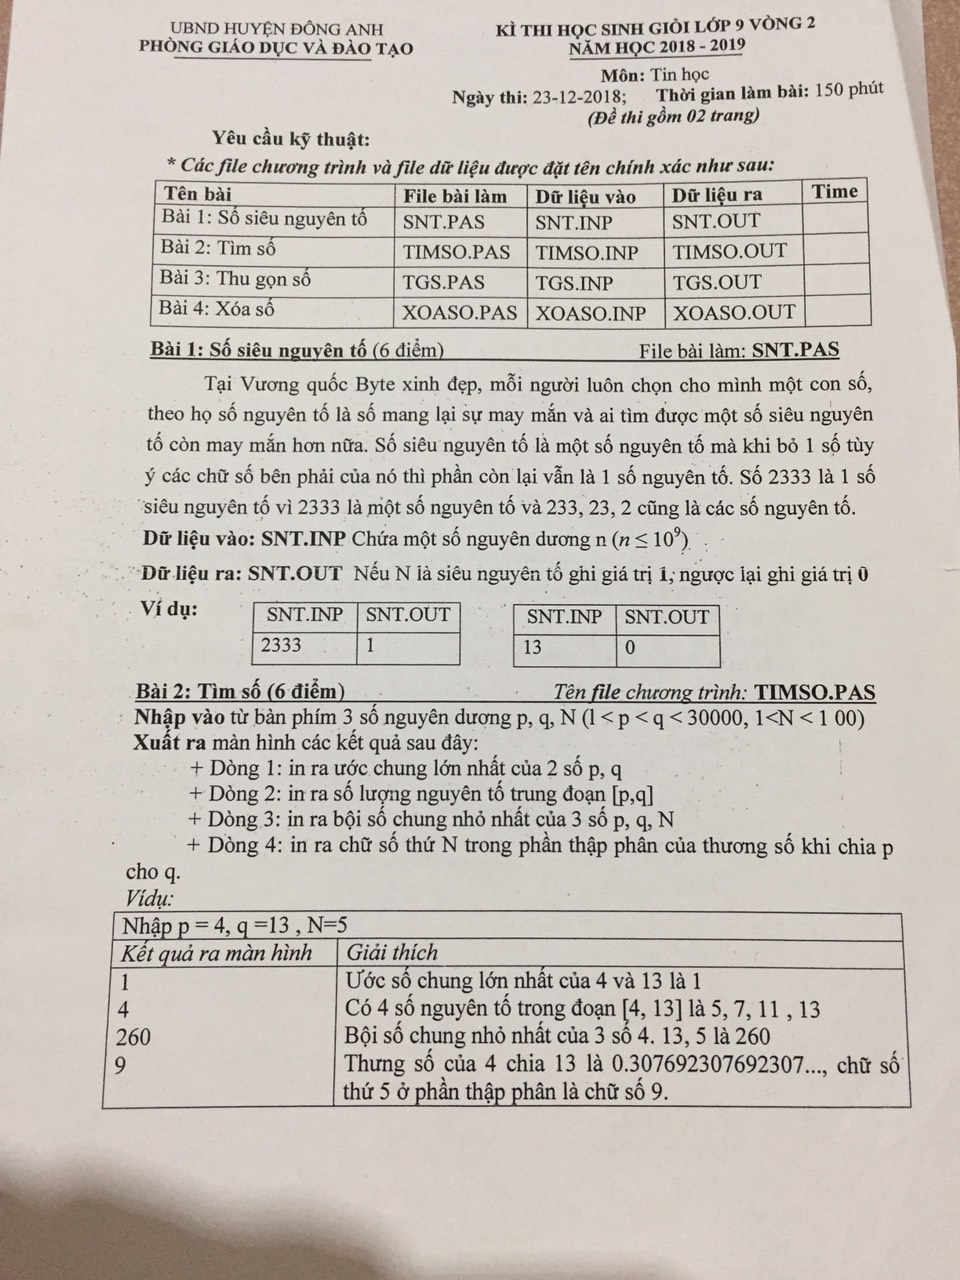 UBND HUYỆN ĐÔNG ANH
PHÒNG GIÁO DỤC VÀ ĐÀO TẠO
KÌ THI HỌC SINH GIỎI LỚP 9 VÒNG 2
NĂM HỌC 2018 - 2019
Môn: Tin học
Ngày thi: 23-12-2018; Thời gian làm bài: 150 phút
(Đề thi gồm 02 trang)
Yêu cầu kỹ thuật:
* Các file chương trình và file dữ liệu được đặt tên chính xác như sau:
Tên bài File bài làm Dữ liệu vào Dữ liệu ra Time
Bài 1: Số siêu nguyên tố SNT.PAS SNT.INP SNT.OUT
Bài 2: Tìm số TIMSO.PAS TIMSO.INP TIMSO.OUT
Bài 3: Thu gọn số TGS.PAS TGS.INP TGS.OUT
Bài 4: Xóa số XOASO.PAS XOASO.INP XOASO.OUT
Bài 1: Số siêu nguyên tố (6 điểm) File bài làm: SNT.PAS
Tại Vương quốc Byte xinh đẹp, mỗi người luôn chọn cho mình một con số,
theo họ số nguyên tố là số mang lại sự may mắn và ai tìm được một số siêu nguyên
tố còn may mắn hơn nữa. Số siêu nguyên tố là một số nguyên tố mà khi bỏ 1 số tùy
ý các chữ số bên phải của nó thì phần còn lại vẫn là 1 số nguyên tố. Số 2333 là 1 số
siêu nguyên tố vì 2333 là một số nguyên tố và 233, 23, 2 cũng là các số nguyên tố.
Dữ liệu vào: SNT.INP Chứa một số nguyên dương n (n ≤ 10⁹)
Dữ liệu ra: SNT.OUT Nếu N là siêu nguyên tố ghi giá trị 1, ngược lại ghi giá trị 0
Ví dụ:
SNT.INP SNT.OUT SNT.INP SNT.OUT
2333 1 13 0
Bài 2: Tìm số (6 điểm) Tên file chương trình: TIMSO.PAS
Nhập vào từ bàn phím 3 số nguyên dương p, q, N (1 < p < q < 30000, 1<N < 1 00)
Xuất ra màn hình các kết quả sau đây:
+ Dòng 1: in ra ước chung lớn nhất của 2 số p, q
+ Dòng 2: in ra số lượng nguyên tố trung đoạn [p,q]
+ Dòng 3: in ra bội số chung nhỏ nhất của 3 số p, q, N
+ Dòng 4: in ra chữ số thứ N trong phần thập phân của thương số khi chia p
cho q.
Vídụ:
Nhập p = 4, q =13 , N=5
Kết quả ra màn hình Giải thích
1 Ước số chung lớn nhất của 4 và 13 là 1
4 Có 4 số nguyên tố trong đoạn [4, 13] là 5, 7, 11 , 13
260 Bội số chung nhỏ nhất của 3 số 4. 13, 5 là 260
9 Thưng số của 4 chia 13 là 0.307692307692307..., chữ số
thứ 5 ở phần thập phân là chữ số 9.